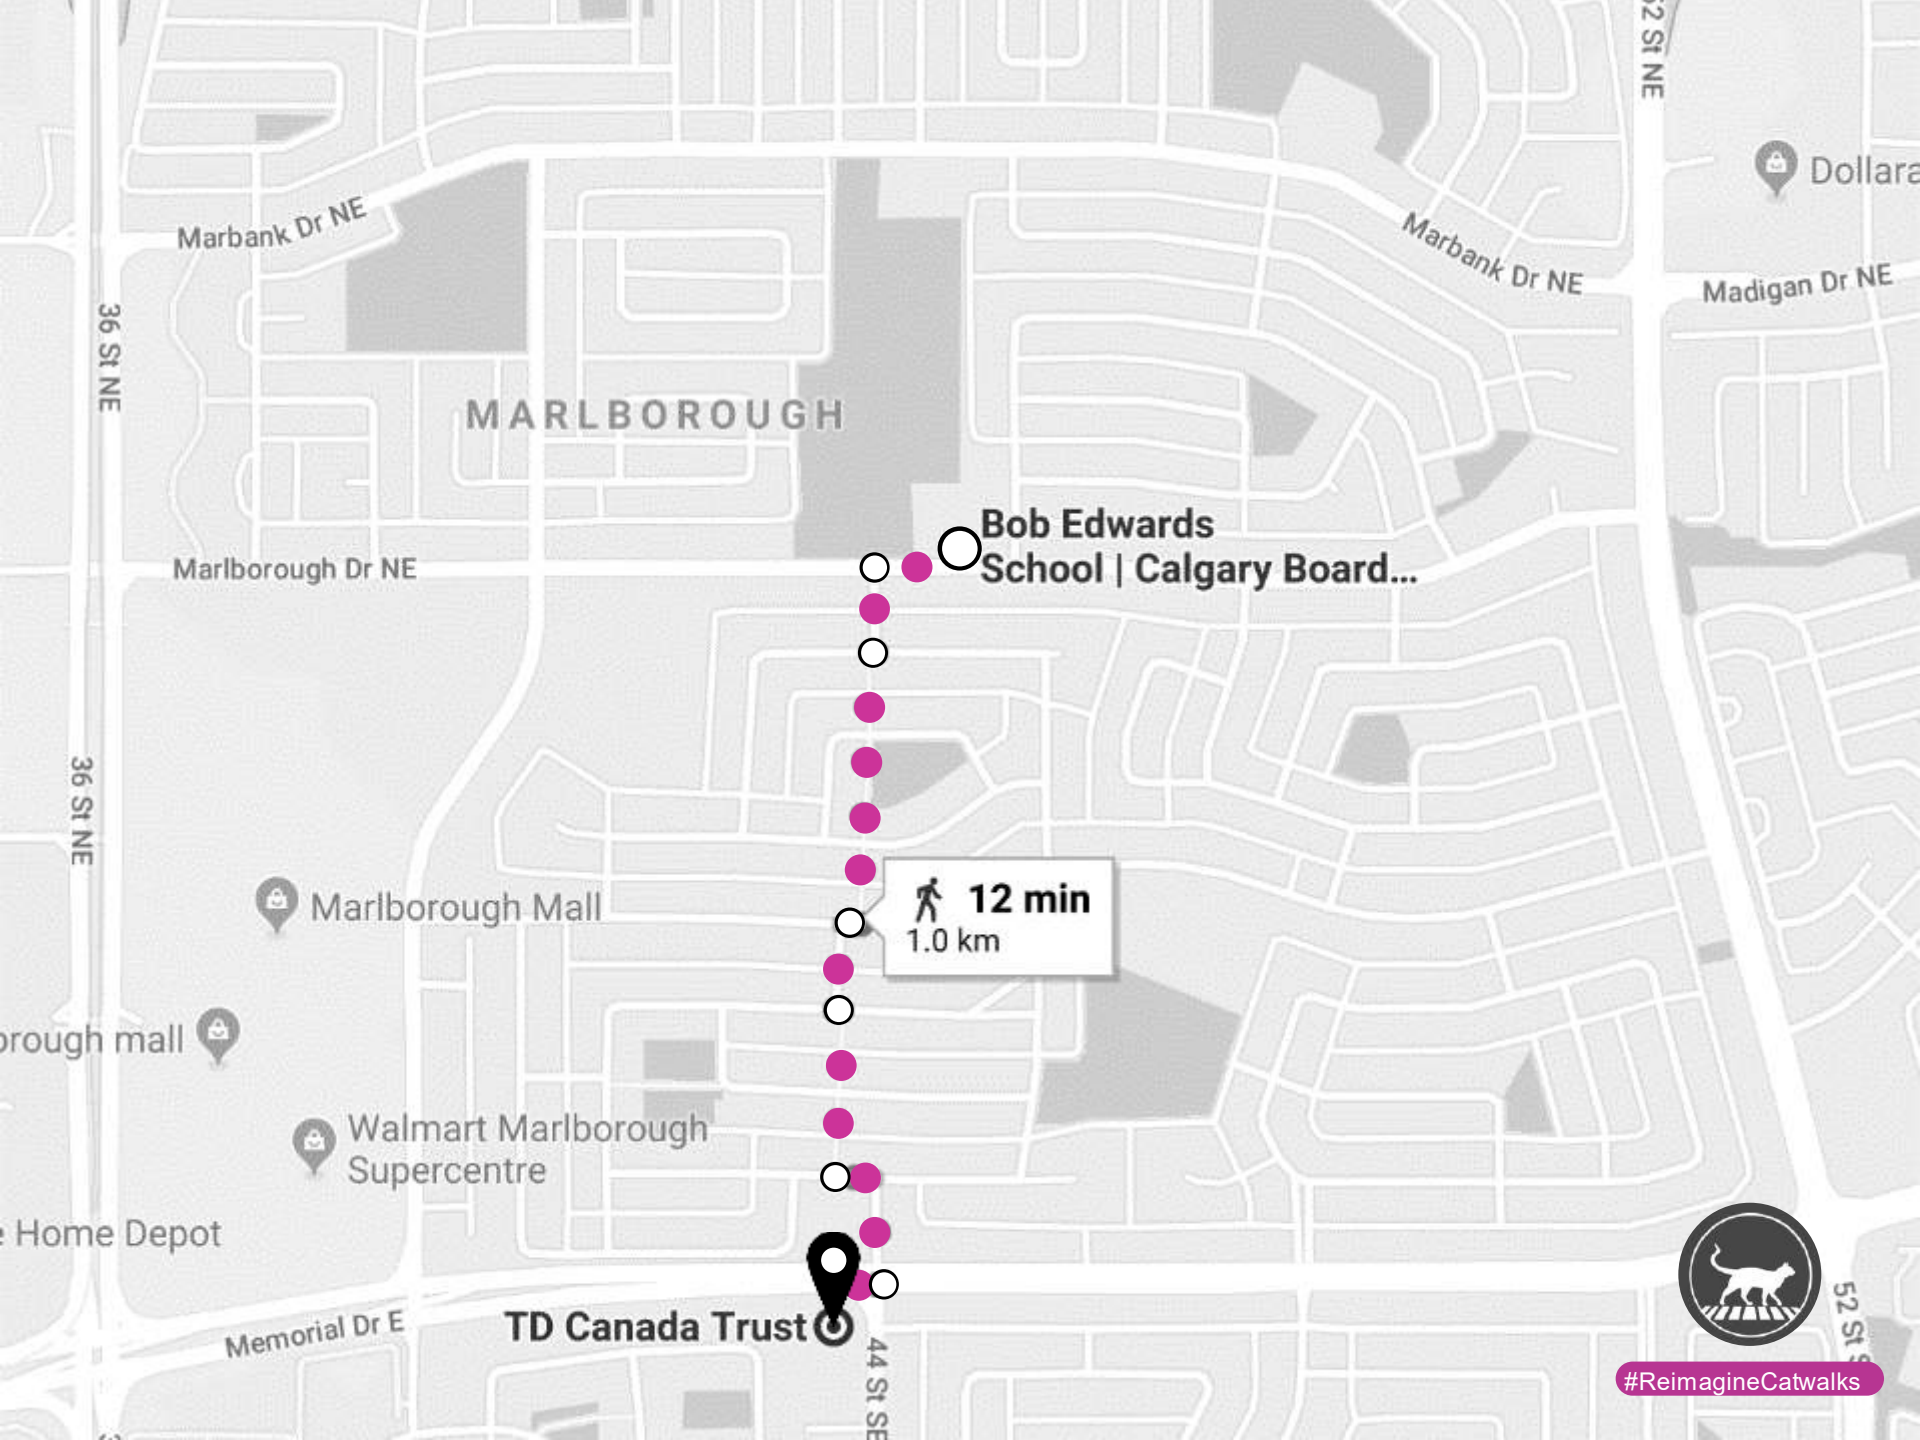 52 St NE
Dollara
Marbank Dr NE
Marbank Dr NE
Madigan Dr NE
36 St NE
MARLBOROUGH
Bob Edwards
School | Calgary Board...
Marlborough Dr NE
36 St NE
Marlborough Mall
12 min
1.0 km
orough mall
Walmart Marlborough
Supercentre
e Home Depot
Memorial Dr E
TD Canada Trust
44 St SE
52 St S
#ReimagineCatwalks